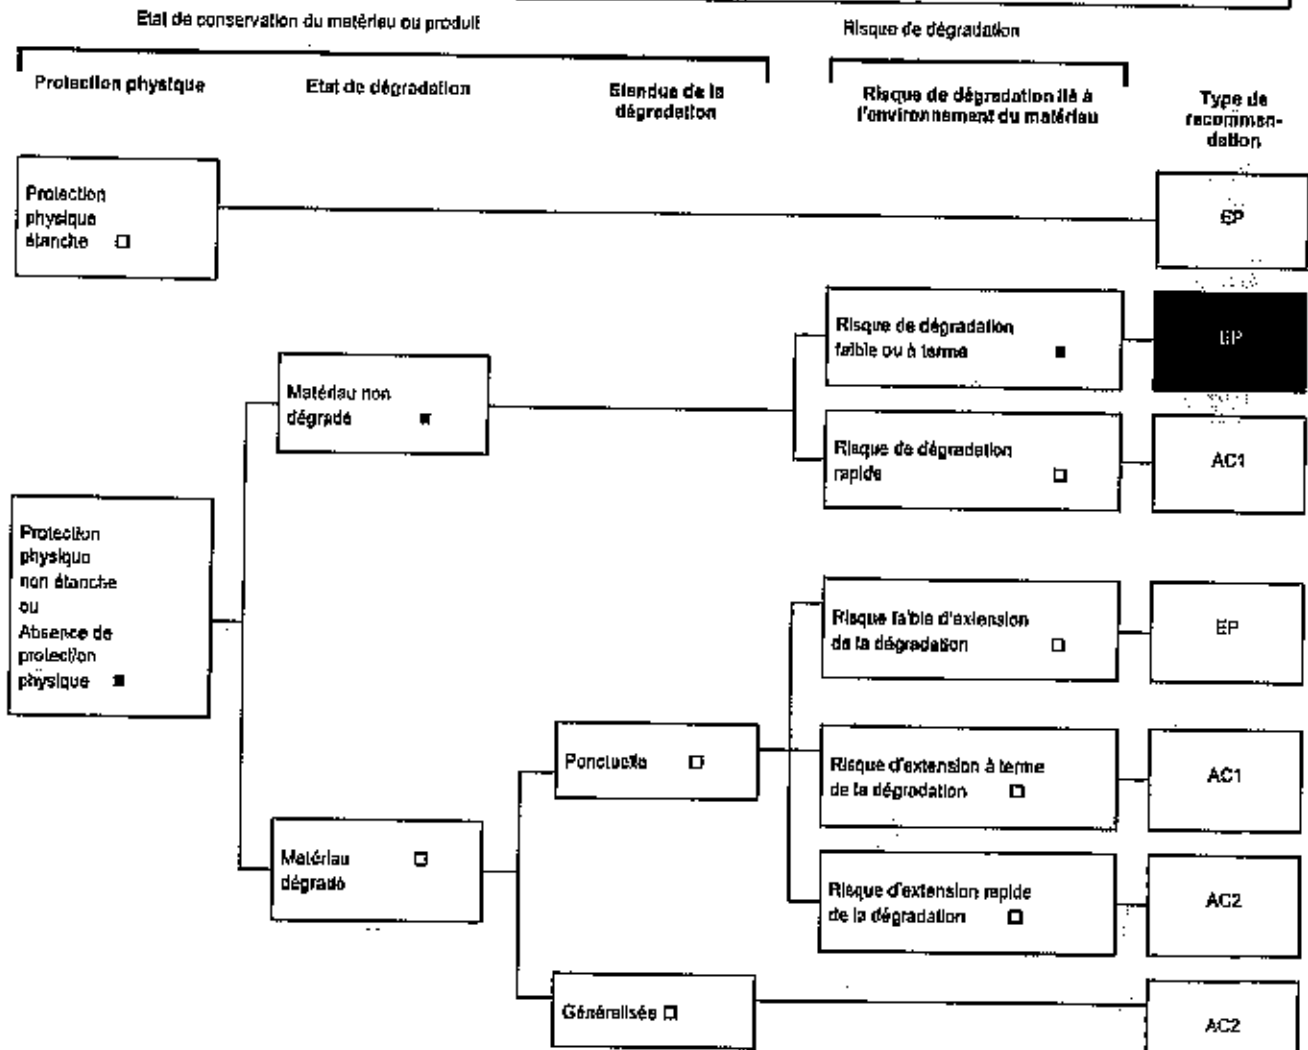 Etat de conservation du matériau ou produit
Risque de dégradation
Protection physique
Etat de dégradation
Etendue de la
dégradation
Risque de dégradation lié à
l'environnement du matériau
Type de
recomman-
dation
Protection
physique
étanche
EP
Risque de dégradation
faible ou à terme
EP
Matériau non
dégradé
Risque de dégradation
rapide
AC1
Protection
physique
non étanche
ou
Absence de
protection
physique
Risque faible d'extension
de la dégradation
EP
Ponctuelle
Risque d'extension à terme
de la dégradation
AC1
Matériau
dégradé
Risque d'extension rapide
de la dégradation
AC2
Généralisée
AC2